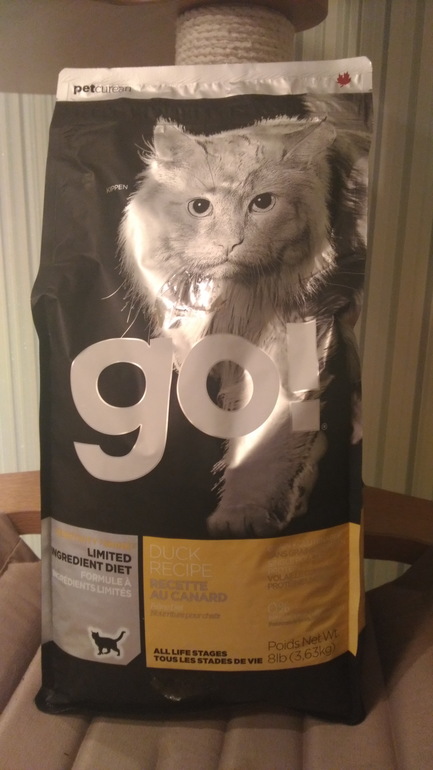 petcurean
KIPPEN
go!
LIMITED
INGREDIENT DIET
FORMULE À
INGRÉDIENTS LIMITÉS
DUCK
RECIPE
RECETTE
AU CANARD
ALL LIFE STAGES
TOUS LES STADES DE VIE
Poids Net Wt.
8lb (3.63kg)